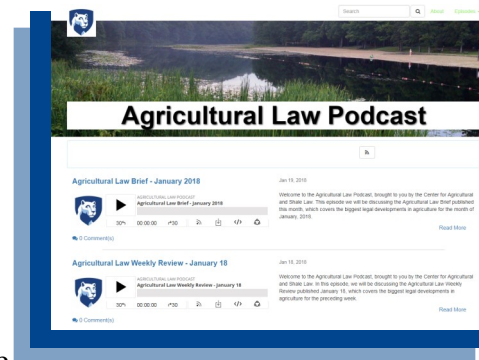 Search
About
Episodes
Agricultural Law Podcast
Agricultural Law Brief - January 2018
AGRICULTURAL LAW PODCAST
Agricultural Law Brief - January 2018
30 00:00:00 30
0 Comment(s)
Jan 19, 2018
Welcome to the Agricultural Law Podcast, brought to you by the Center for Agricultural
and Shale Law. This episode we will be discussing the Agricultural Law Brief published
this month, which covers the biggest legal developments in agriculture for the month of
January, 2018.
Read More
Agricultural Law Weekly Review - January 18
AGRICULTURAL LAW PODCAST
Agricultural Law Weekly Review - January 18
30 00:00:00 30
0 Comment(s)
Jan 18, 2018
Welcome to the Agricultural Law Podcast, brought to you by the Center for Agricultural
and Shale Law. In this episode, we will be discussing the Agricultural Law Weekly
Review published January 18, which covers the biggest legal developments in
agriculture for the preceding week.
Read More